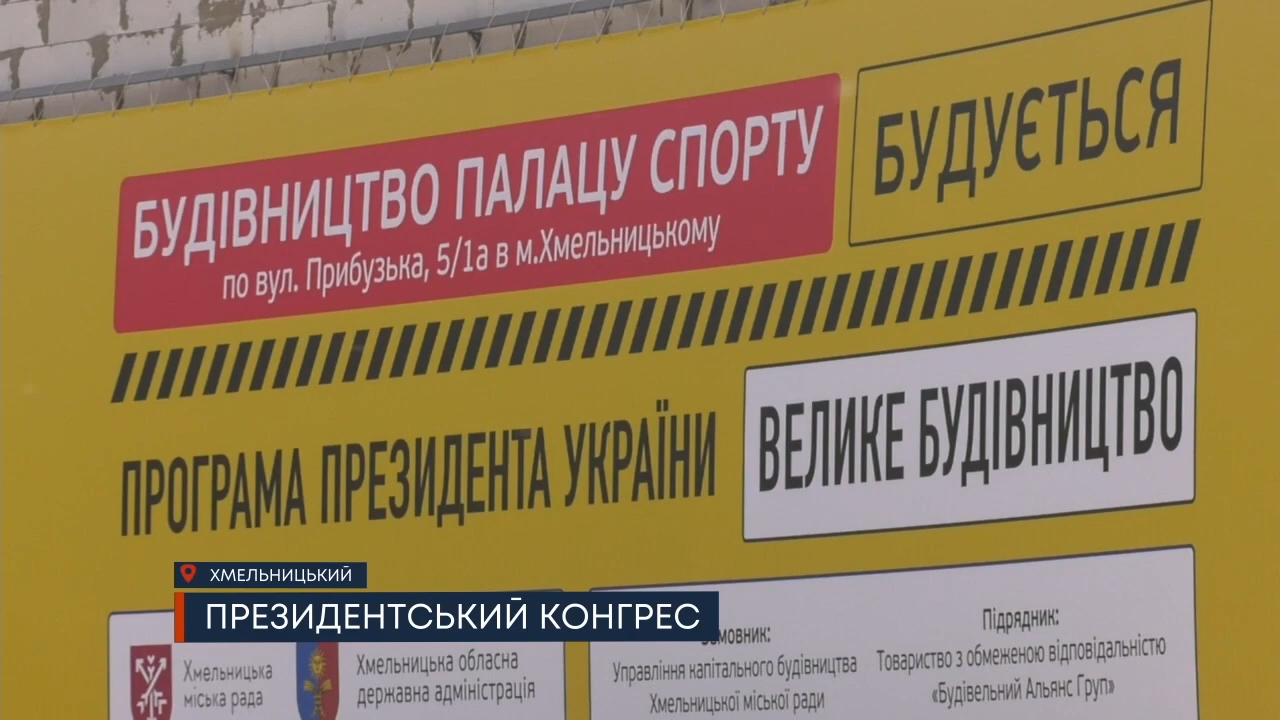 БУДІВНИЦТВО ПАЛАЦУ СПОРТУ
по вул. Прибузька, 5/1а в м.Хмельницькому
БУДУЄТЬСЯ
ПРОГРАМА ПРЕЗИДЕНТА УКРАЇНИ
ВЕЛИКЕ БУДІВНИЦТВО
ХМЕЛЬНИЦЬКИЙ
ПРЕЗИДЕНТСЬКИЙ КОНГРЕС
Хмельницька
міська рада
Хмельницька обласна
державна адміністрація
Замовник:
Управління капітального будівництва
Хмельницької міської ради
Підрядник:
Товариство з обмеженою відповідальністю
«Будівельний Альянс Груп»